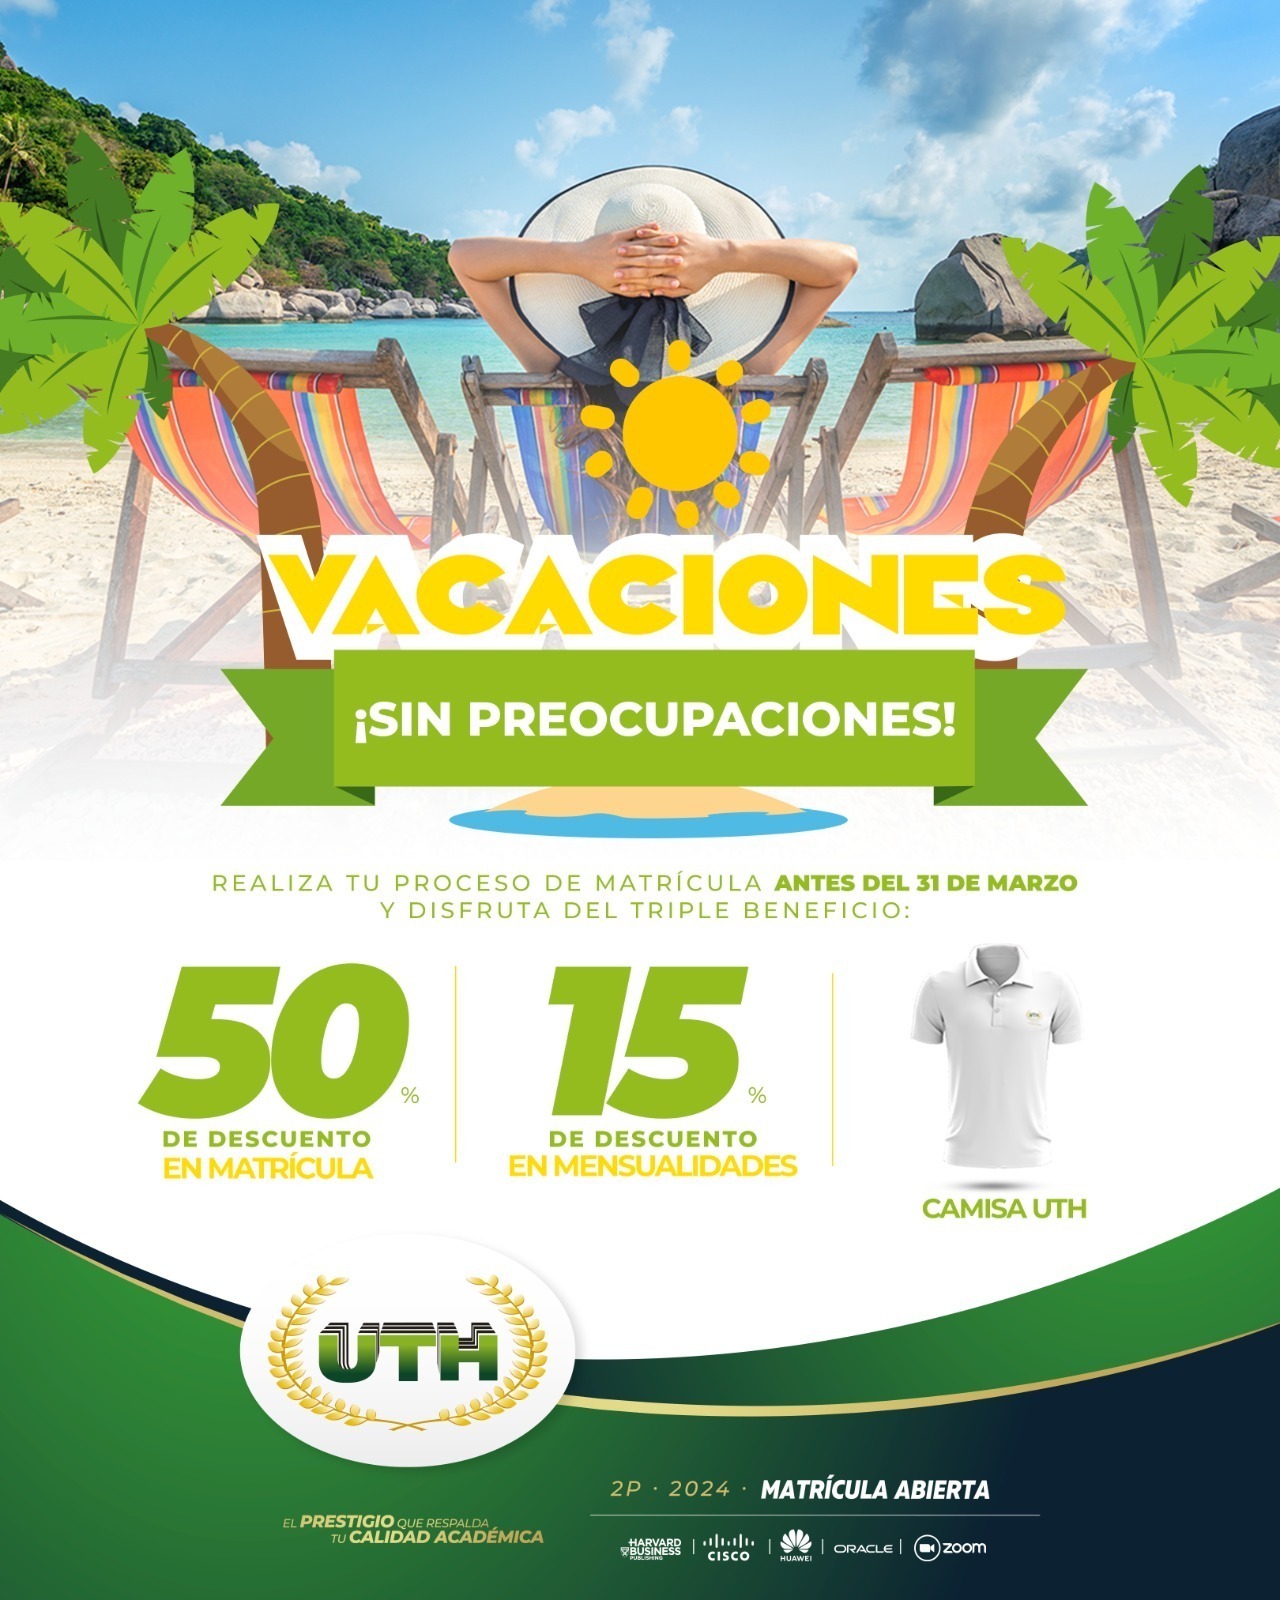 VACACIONES
¡SIN PREOCUPACIONES!
REALIZA TU PROCESO DE MATRÍCULA ANTES DEL 31 DE MARZO
Y DISFRUTA DEL TRIPLE BENEFICIO:
50%
DE DESCUENTO
EN MATRÍCULA
15%
DE DESCUENTO
EN MENSUALIDADES
UTH
CAMISA UTH
UTH
EL PRESTIGIO QUE RESPALDA
TU CALIDAD ACADÉMICA
2P · 2024 · MATRÍCULA ABIERTA
HARVARD
BUSINESS
PUBLISHING
CISCO
HUAWEI
ORACLE
zoom